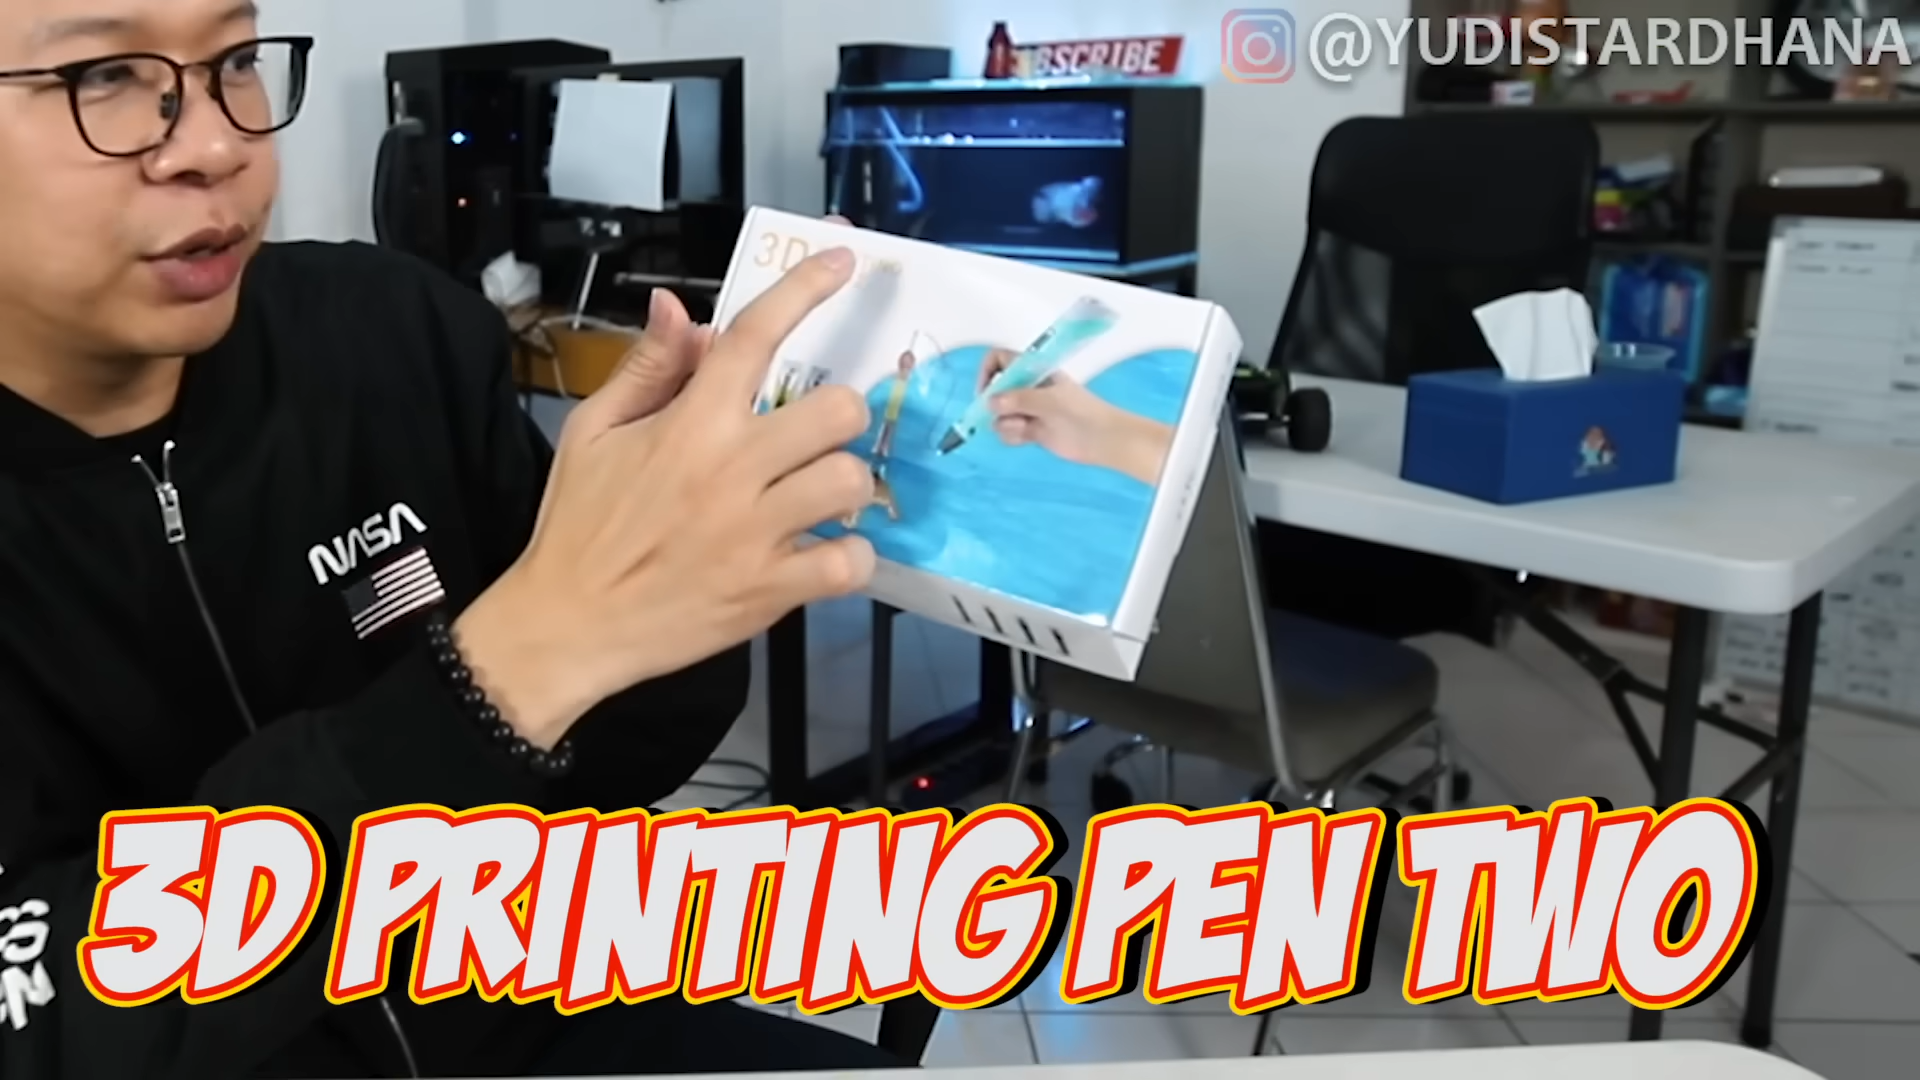 @YUDISTARDHANA
SUBSCRIBE
3D
NASA
3D PRINTING PEN TWO